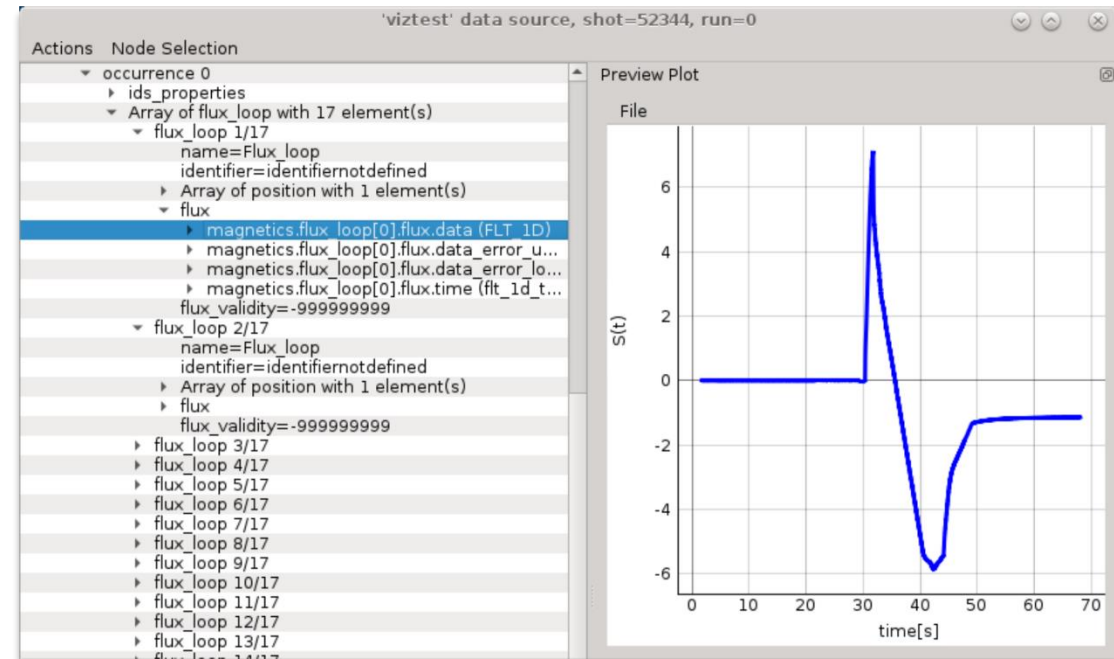 'viztest' data source, shot=52344, run=0
Actions Node Selection
occurrence 0
ids_properties
Array of flux_loop with 17 element(s)
flux_loop 1/17
name=Flux_loop
identifier=identifiernotdefined
Array of position with 1 element(s)
flux
magnetics.flux_loop[0].flux.data (FLT_1D)
magnetics.flux_loop[0].flux.data_error_u...
magnetics.flux_loop[0].flux.data_error_lo...
magnetics.flux_loop[0].flux.time (flt_1d_t...
flux_validity=-999999999
flux_loop 2/17
name=Flux_loop
identifier=identifiernotdefined
Array of position with 1 element(s)
flux
flux_validity=-999999999
flux_loop 3/17
flux_loop 4/17
flux_loop 5/17
flux_loop 6/17
flux_loop 7/17
flux_loop 8/17
flux_loop 9/17
flux_loop 10/17
flux_loop 11/17
flux_loop 12/17
flux_loop 13/17
flux_loop 14/17
Preview Plot
File
6
4
2
0
-2
-4
-6
S(t)
0 10 20 30 40 50 60 70
time[s]